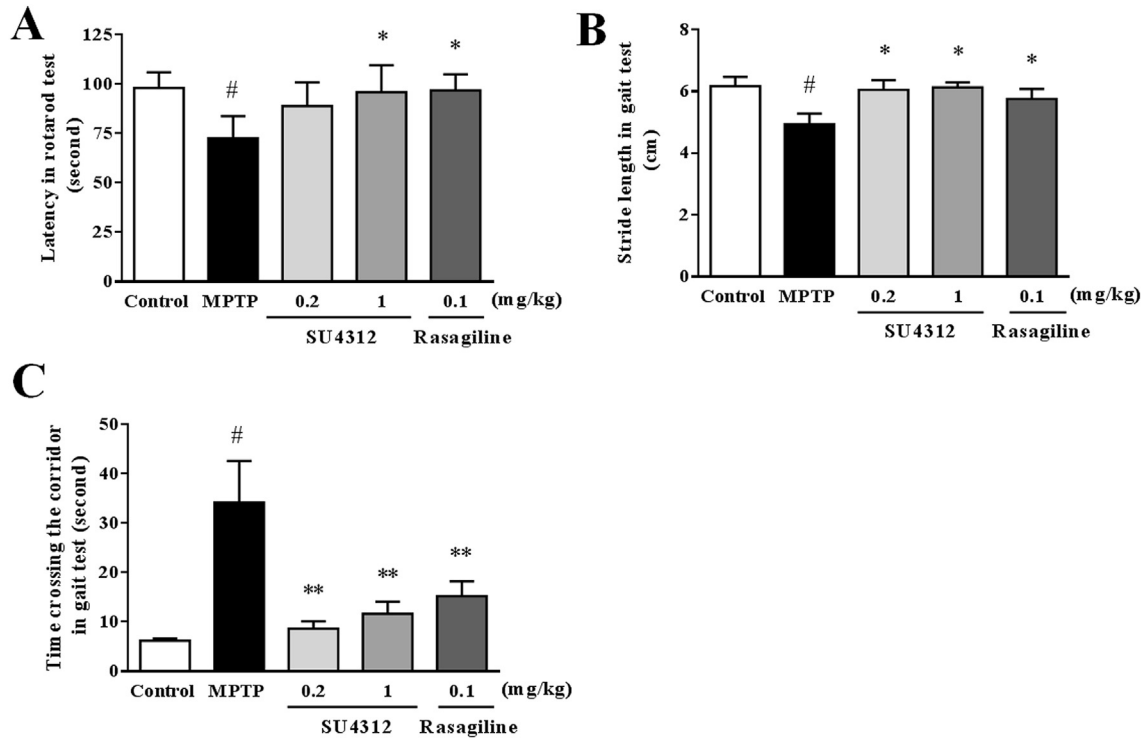 A
Latency in rotarod test
(second)
125
100
75
50
25
0
#
*
*
Control MPTP 0.2 1 0.1 (mg/kg)
SU4312 Rasagiline
B
Stride length in gait test
(cm)
8
6
4
2
0
#
*
*
*
Control MPTP 0.2 1 0.1 (mg/kg)
SU4312 Rasagiline
C
Time crossing the corridor
in gait test (second)
50
40
30
20
10
0
#
**
**
**
Control MPTP 0.2 1 0.1 (mg/kg)
SU4312 Rasagiline